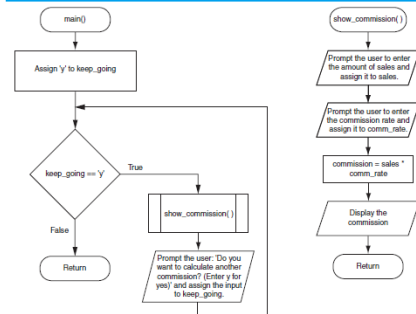 main()
Assign 'y' to keep_going
keep_going == 'y'
True
False
Return
show_commission( )
Prompt the user: 'Do you
want to calculate another
commission? (Enter y for
yes)' and assign the input
to keep_going.
show_commission( )
Prompt the user to enter
the amount of sales and
assign it to sales.
Prompt the user to enter
the commission rate and
assign it to comm_rate.
commission = sales *
comm_rate
Display the
commission
Return